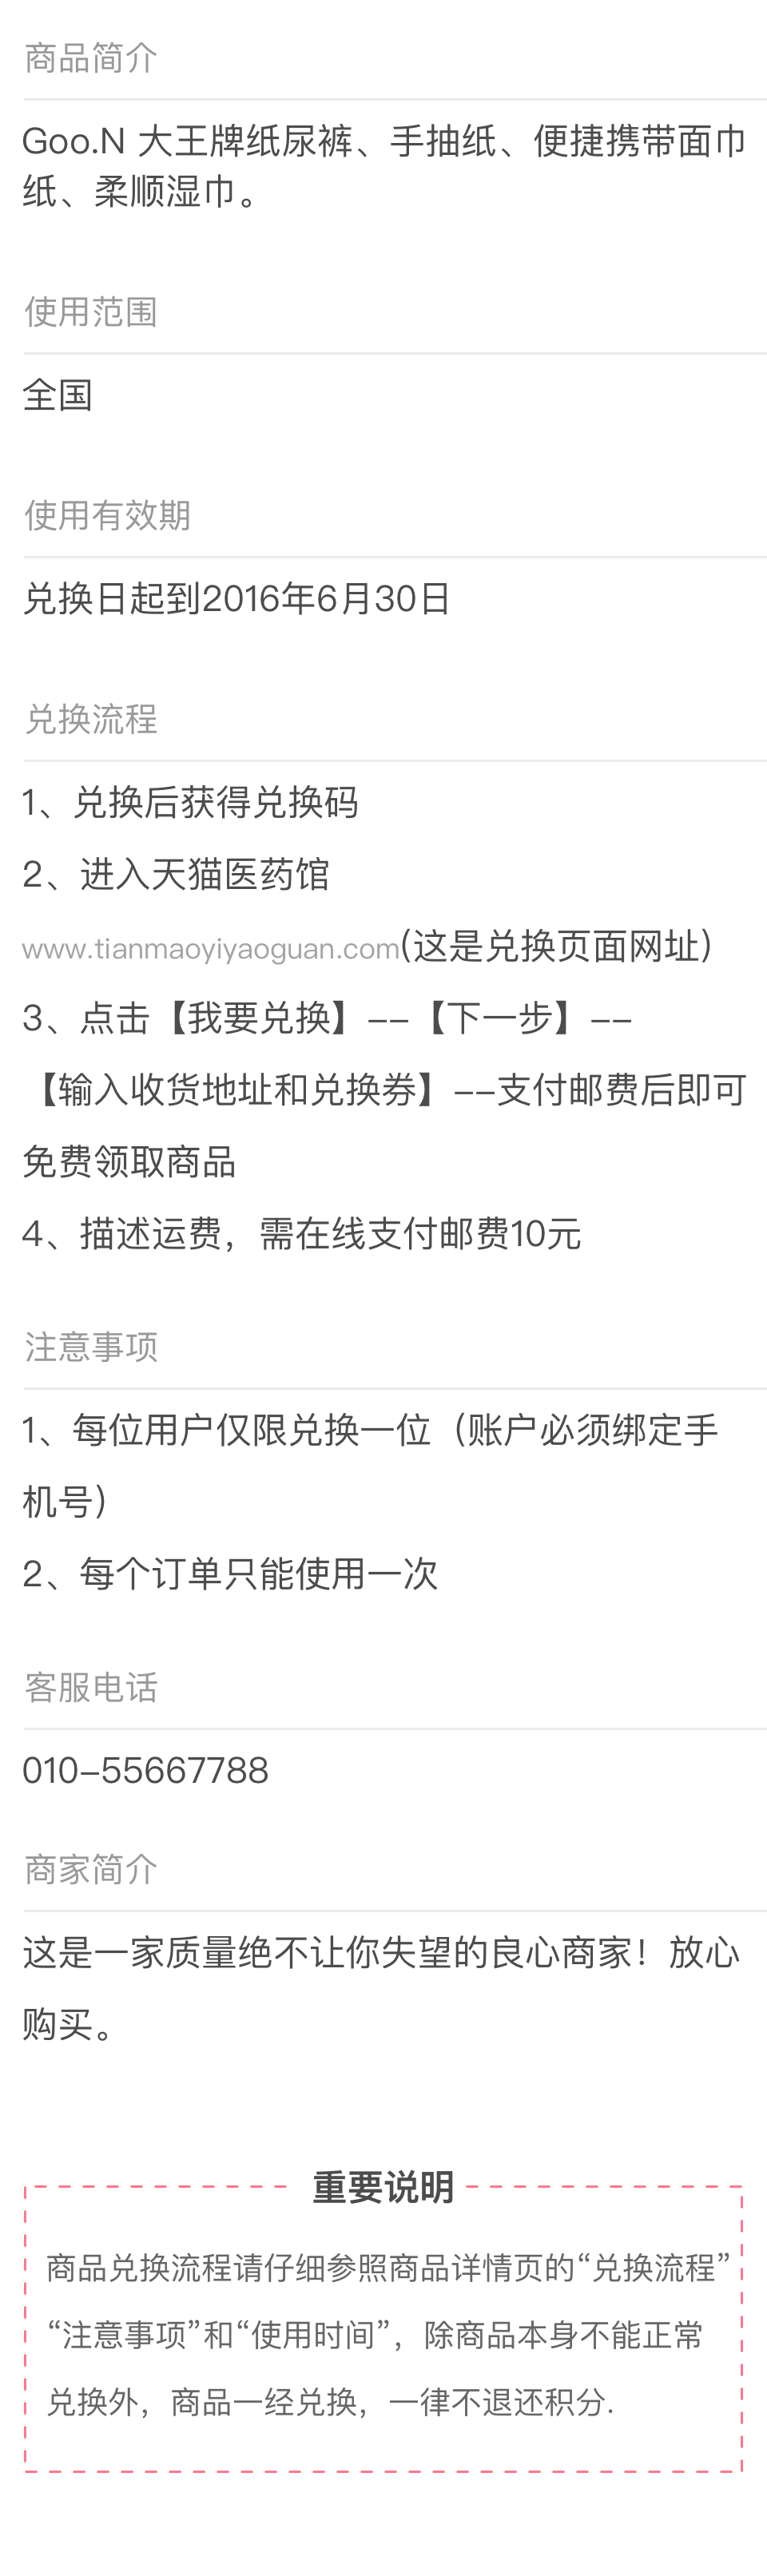 商品简介
Goo.N 大王牌纸尿裤、手抽纸、便捷携带面巾
纸、柔顺湿巾。
使用范围
全国
使用有效期
兑换日起到2016年6月30日
兑换流程
1、兑换后获得兑换码
2、进入天猫医药馆
www.tianmaoyiyaoguan.com(这是兑换页面网址)
3、点击【我要兑换】--【下一步】--
【输入收货地址和兑换券】--支付邮费后即可
免费领取商品
4、描述运费，需在线支付邮费10元
注意事项
1、每位用户仅限兑换一位（账户必须绑定手
机号）
2、每个订单只能使用一次
客服电话
010-55667788
商家简介
这是一家质量绝不让你失望的良心商家！放心
购买。
重要说明
商品兑换流程请仔细参照商品详情页的“兑换流程”
“注意事项”和“使用时间”，除商品本身不能正常
兑换外，商品一经兑换，一律不退还积分.